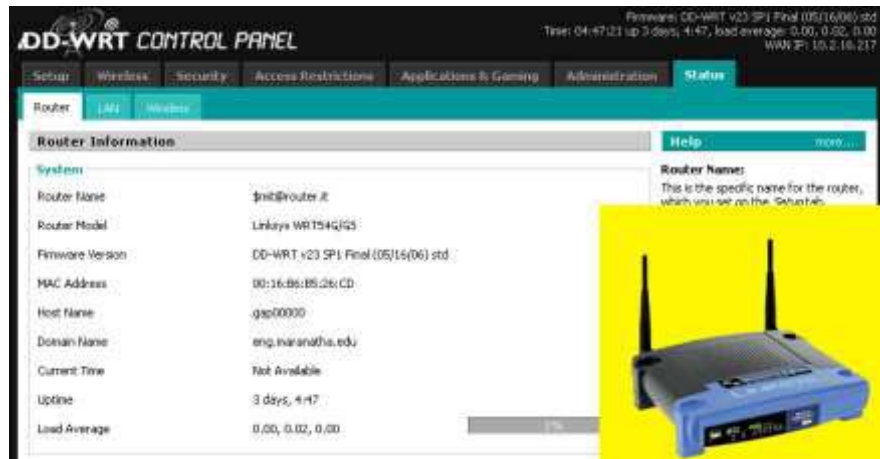 DD-WRT CONTROL PANEL
Firmware: DD-WRT v23 SP1 Final (05/16/06) std
Time: 04:47:21 up 3 days, 4:47, load average: 0.00, 0.02, 0.00
WAN IP: 10.2.16.217
Setup Wireless Security Access Restrictions Applications & Gaming Administration Status
Router LAN Wireless
Router Information
Help more...
System
Router Name $mit@router.it
Router Model Linksys WRT54G/GS
Firmware Version DD-WRT v23 SP1 Final (05/16/06) std
MAC Address 00:16:B6:B5:26:CD
Host Name gap00000
Domain Name eng.maranatha.edu
Current Time Not Available
Uptime 3 days, 4:47
Load Average 0.00, 0.02, 0.00
Router Name:
This is the specific name for the router,
which you set on the Setup tab.